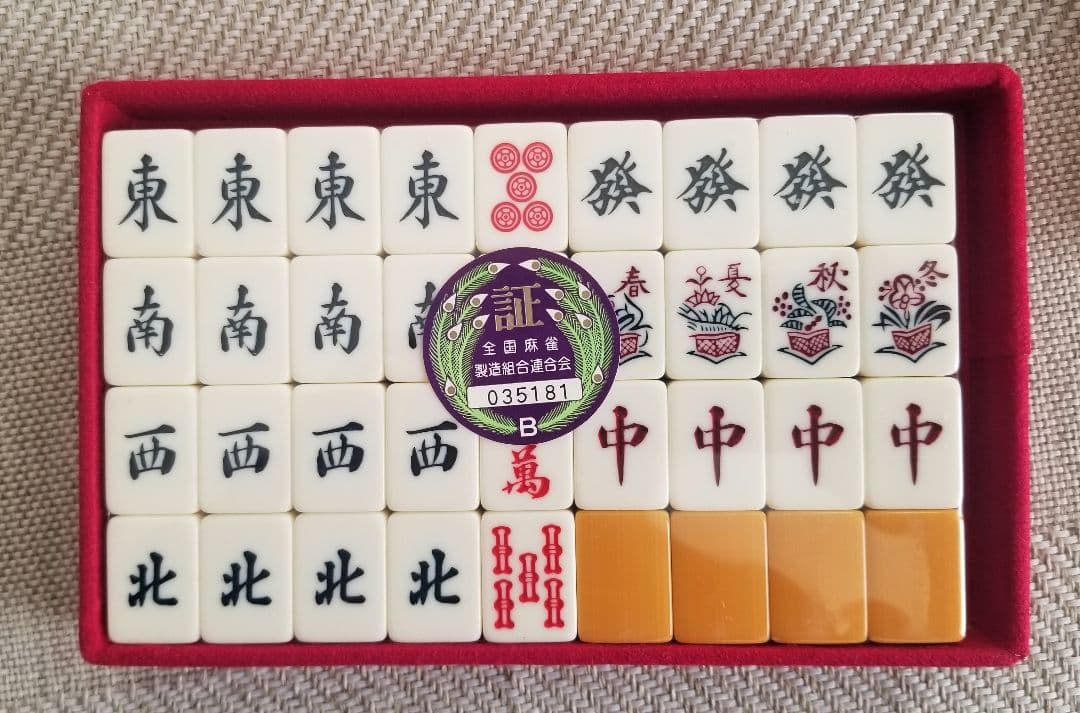 東 東 東 東 發 發 發 發
南 南 南 南 春 夏 秋 冬
証
全国麻雀
製造組合連合会
035181
B
西 西 西 西 萬 中 中 中 中
北 北 北 北